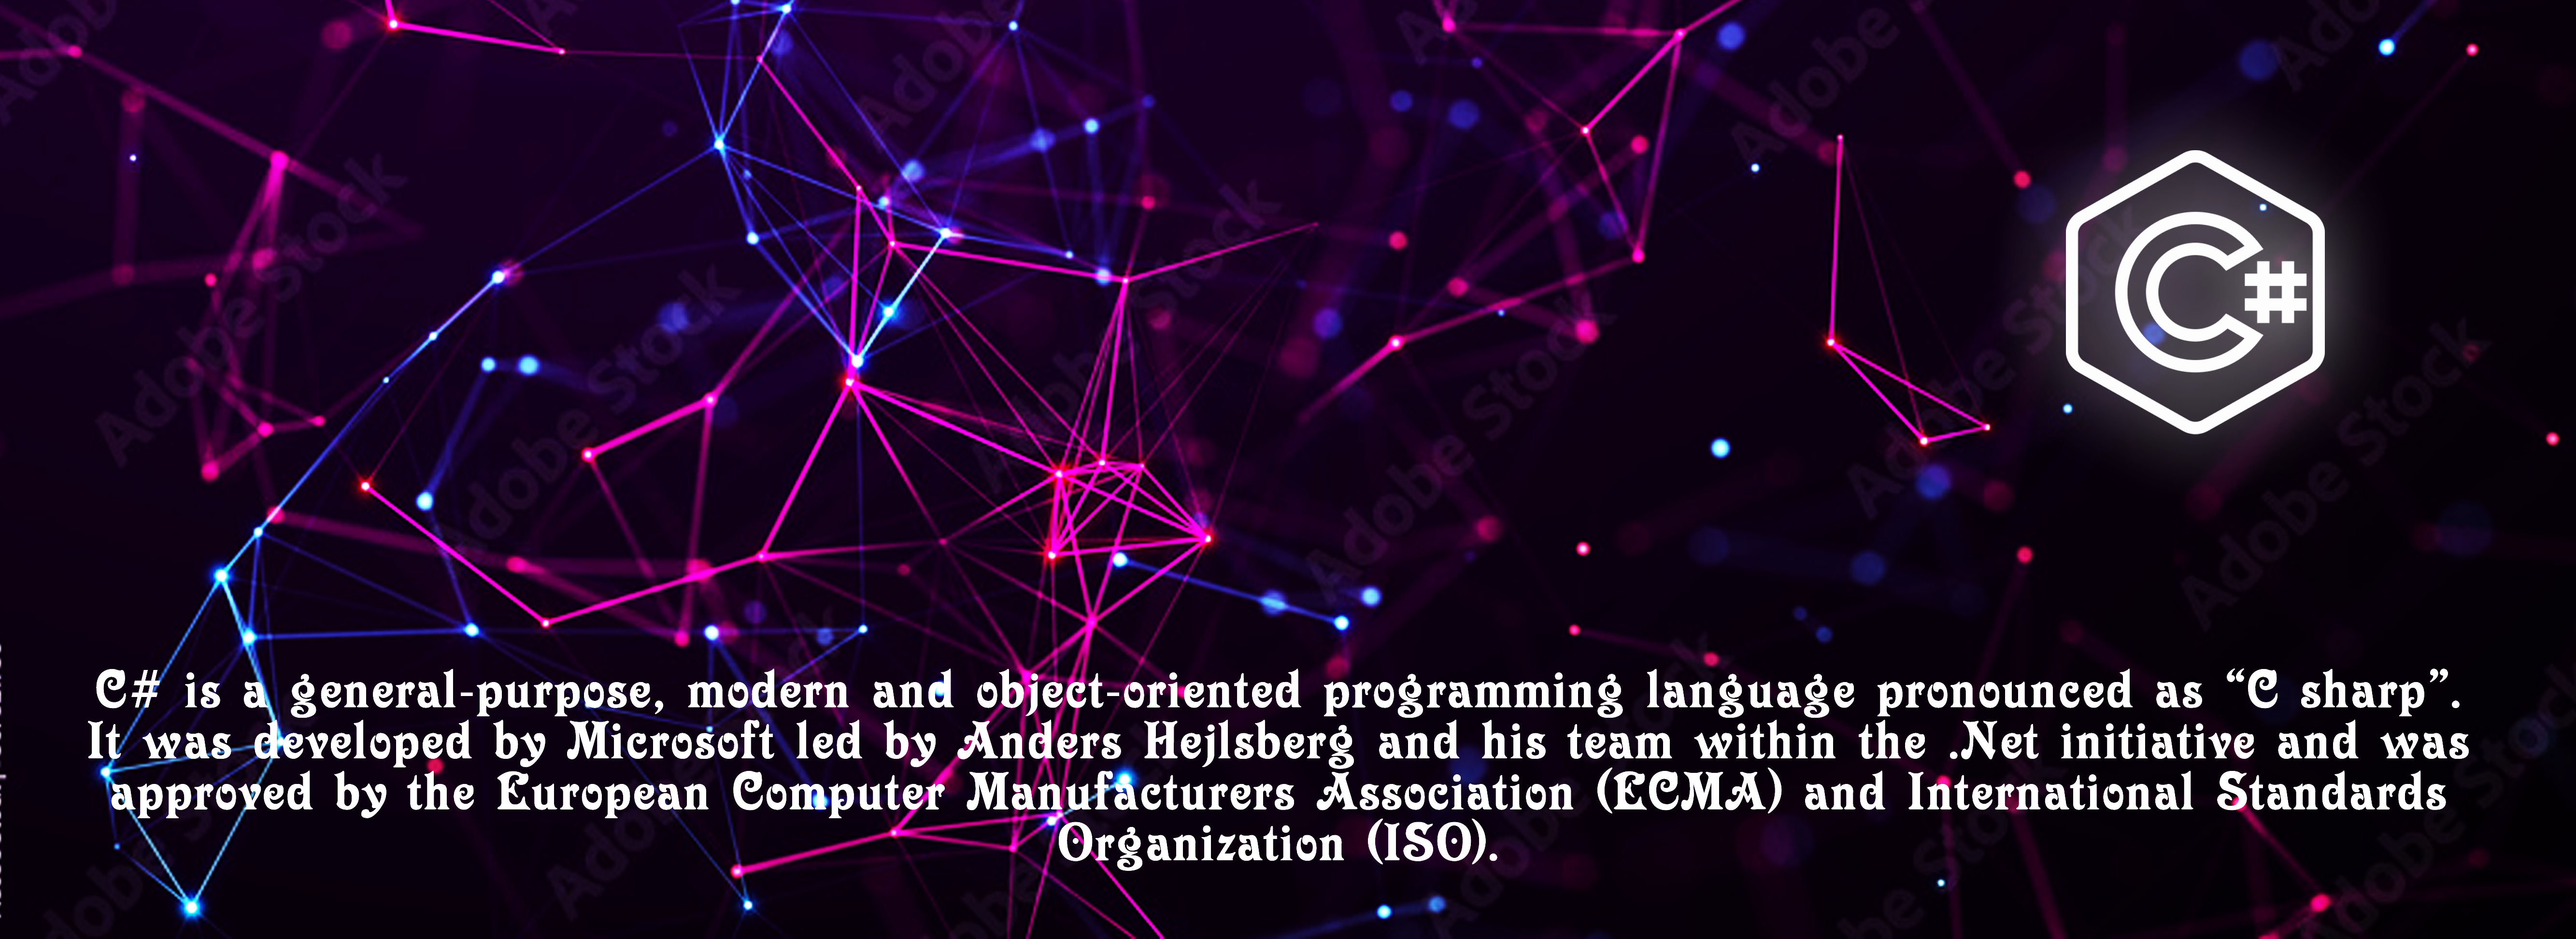 C#
C# is a general-purpose, modern and object-oriented programming language pronounced as “C sharp”.
It was developed by Microsoft led by Anders Hejlsberg and his team within the .Net initiative and was
approved by the European Computer Manufacturers Association (ECMA) and International Standards
Organization (ISO).
Adobe Stock